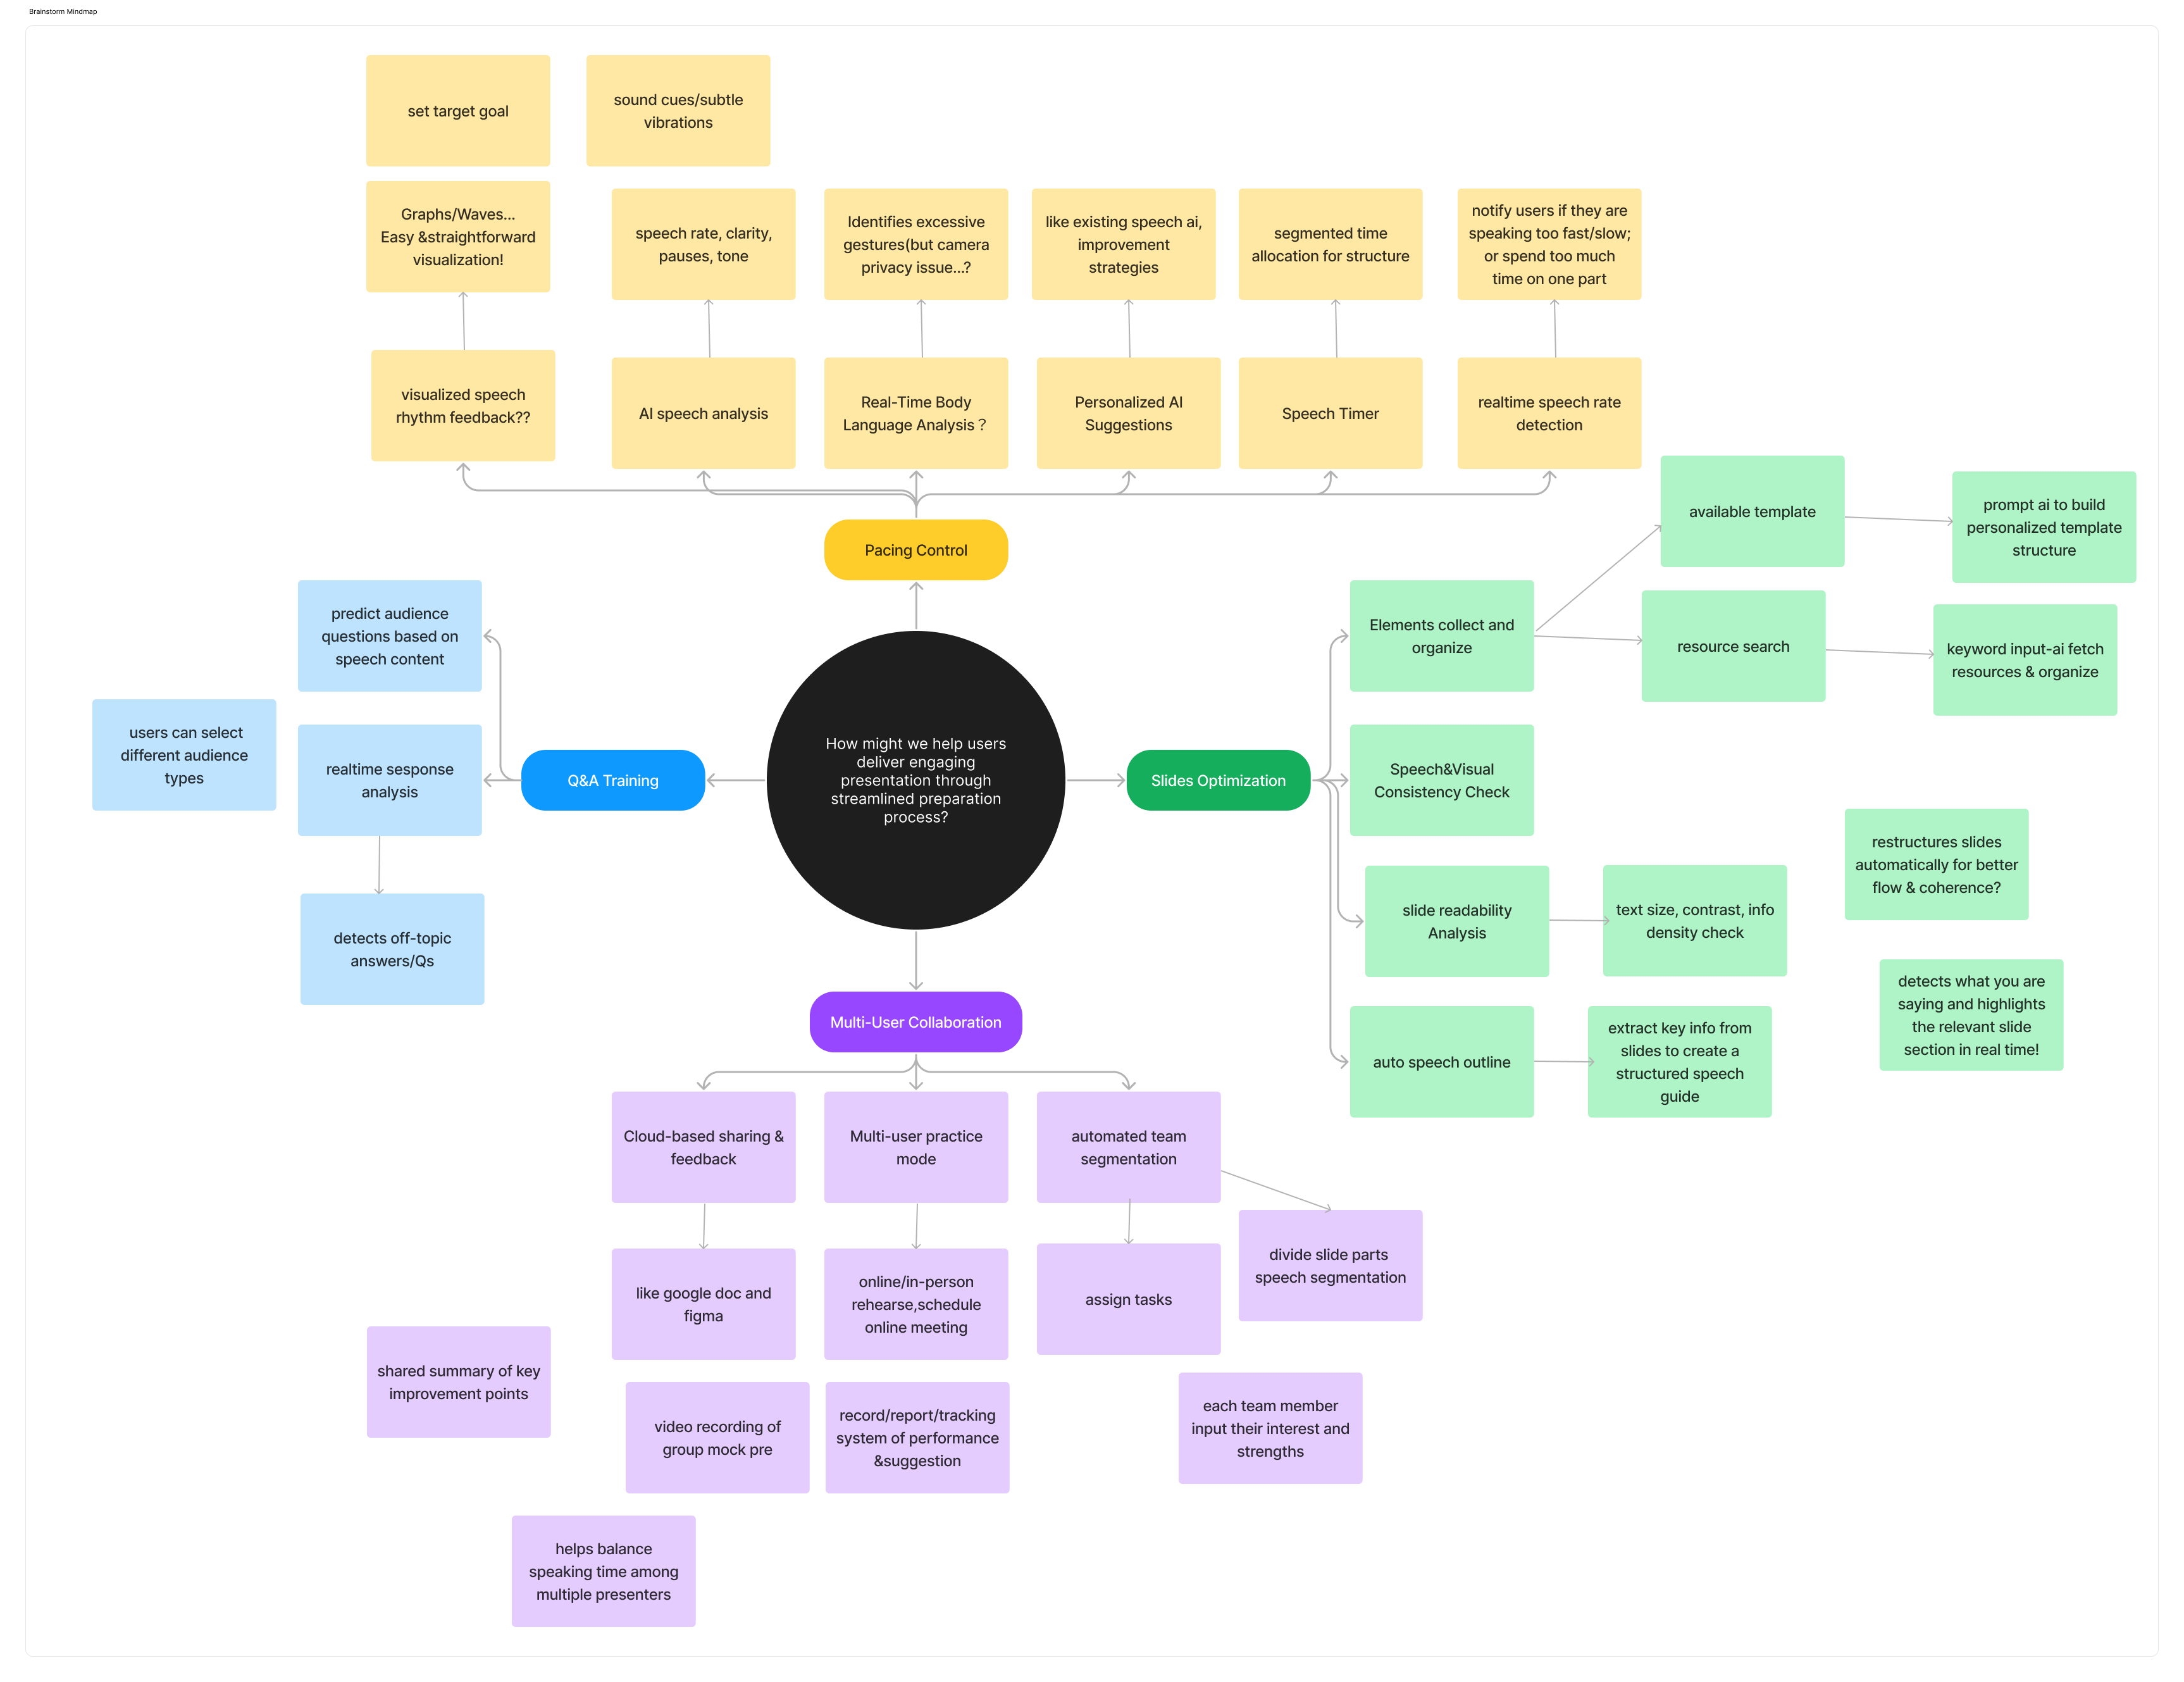 Brainstorm Mindmap
set target goal
sound cues/subtle
vibrations
Graphs/Waves...
Easy &straightforward
visualization!
speech rate, clarity,
pauses, tone
Identifies excessive
gestures(but camera
privacy issue...?
like existing speech ai,
improvement
strategies
segmented time
allocation for structure
notify users if they are
speaking too fast/slow;
or spend too much
time on one part
visualized speech
rhythm feedback??
AI speech analysis
Real-Time Body
Language Analysis？
Personalized AI
Suggestions
Speech Timer
realtime speech rate
detection
Pacing Control
available template
prompt ai to build
personalized template
structure
Elements collect and
organize
resource search
keyword input-ai fetch
resources & organize
predict audience
questions based on
speech content
users can select
different audience
types
realtime sesponse
analysis
detects off-topic
answers/Qs
Q&A Training
How might we help users
deliver engaging
presentation through
streamlined preparation
process?
Slides Optimization
Speech&Visual
Consistency Check
restructures slides
automatically for better
flow & coherence?
slide readability
Analysis
text size, contrast, info
density check
detects what you are
saying and highlights
the relevant slide
section in real time!
auto speech outline
extract key info from
slides to create a
structured speech
guide
Multi-User Collaboration
Cloud-based sharing &
feedback
Multi-user practice
mode
automated team
segmentation
like google doc and
figma
online/in-person
rehearse,schedule
online meeting
assign tasks
divide slide parts
speech segmentation
shared summary of key
improvement points
video recording of
group mock pre
record/report/tracking
system of performance
&suggestion
each team member
input their interest and
strengths
helps balance
speaking time among
multiple presenters